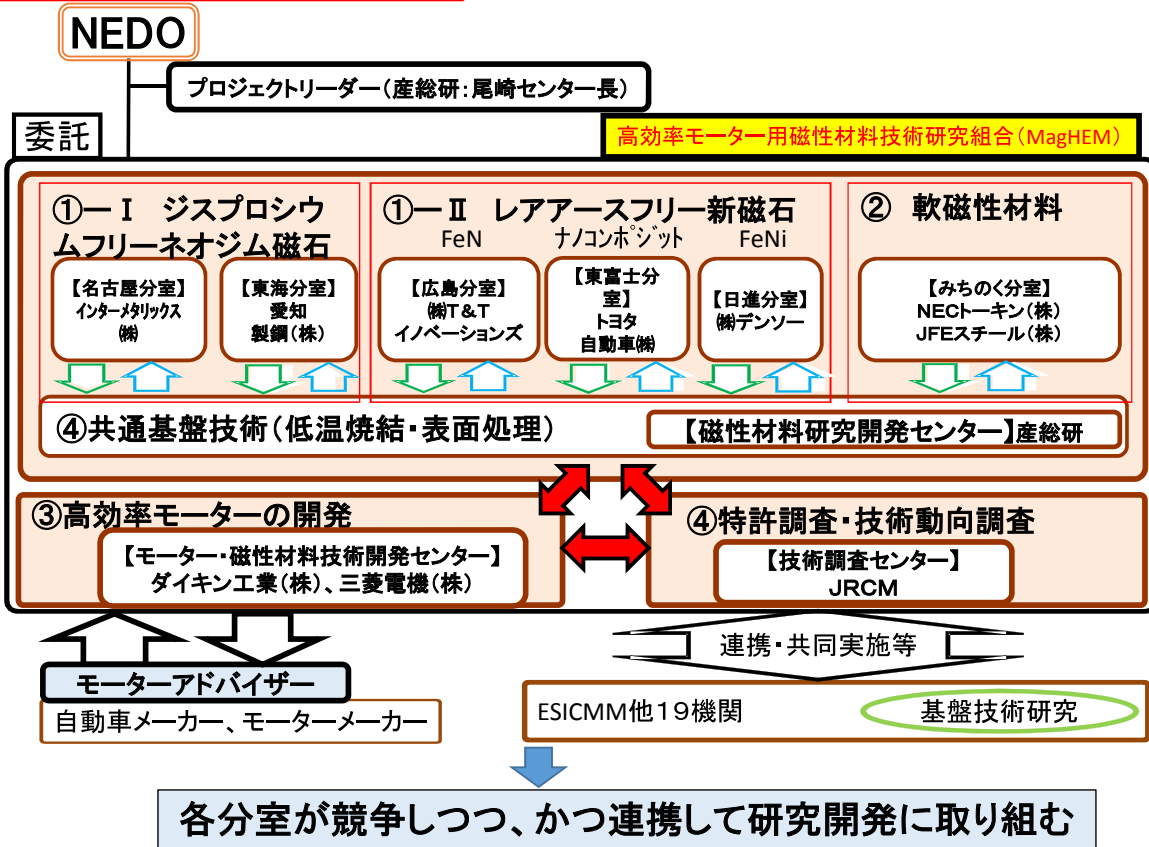 NEDO
プロジェクトリーダー(産総研:尾崎センター長)
委託
高効率モーター用磁性材料技術研究組合(MagHEM)
①ーⅠ ジスプロシウ
ムフリーネオジム磁石
【名古屋分室】
インターメタリックス
㈱
【東海分室】
愛知
製鋼(株)
①ーⅡ レアアースフリー新磁石
FeN ナノコンポジット FeNi
【広島分室】
㈱T&T
イノベーションズ
【東富士分
室】
トヨタ
自動車㈱
【日進分室】
㈱デンソー
② 軟磁性材料
【みちのく分室】
NECトーキン(株)
JFEスチール(株)
④共通基盤技術(低温焼結・表面処理)
【磁性材料研究開発センター】産総研
③高効率モーターの開発
【モーター・磁性材料技術開発センター】
ダイキン工業(株)、三菱電機(株)
④特許調査・技術動向調査
【技術調査センター】
JRCM
連携・共同実施等
モーターアドバイザー
自動車メーカー、モーターメーカー
ESICMM他19機関
基盤技術研究
各分室が競争しつつ、かつ連携して研究開発に取り組む